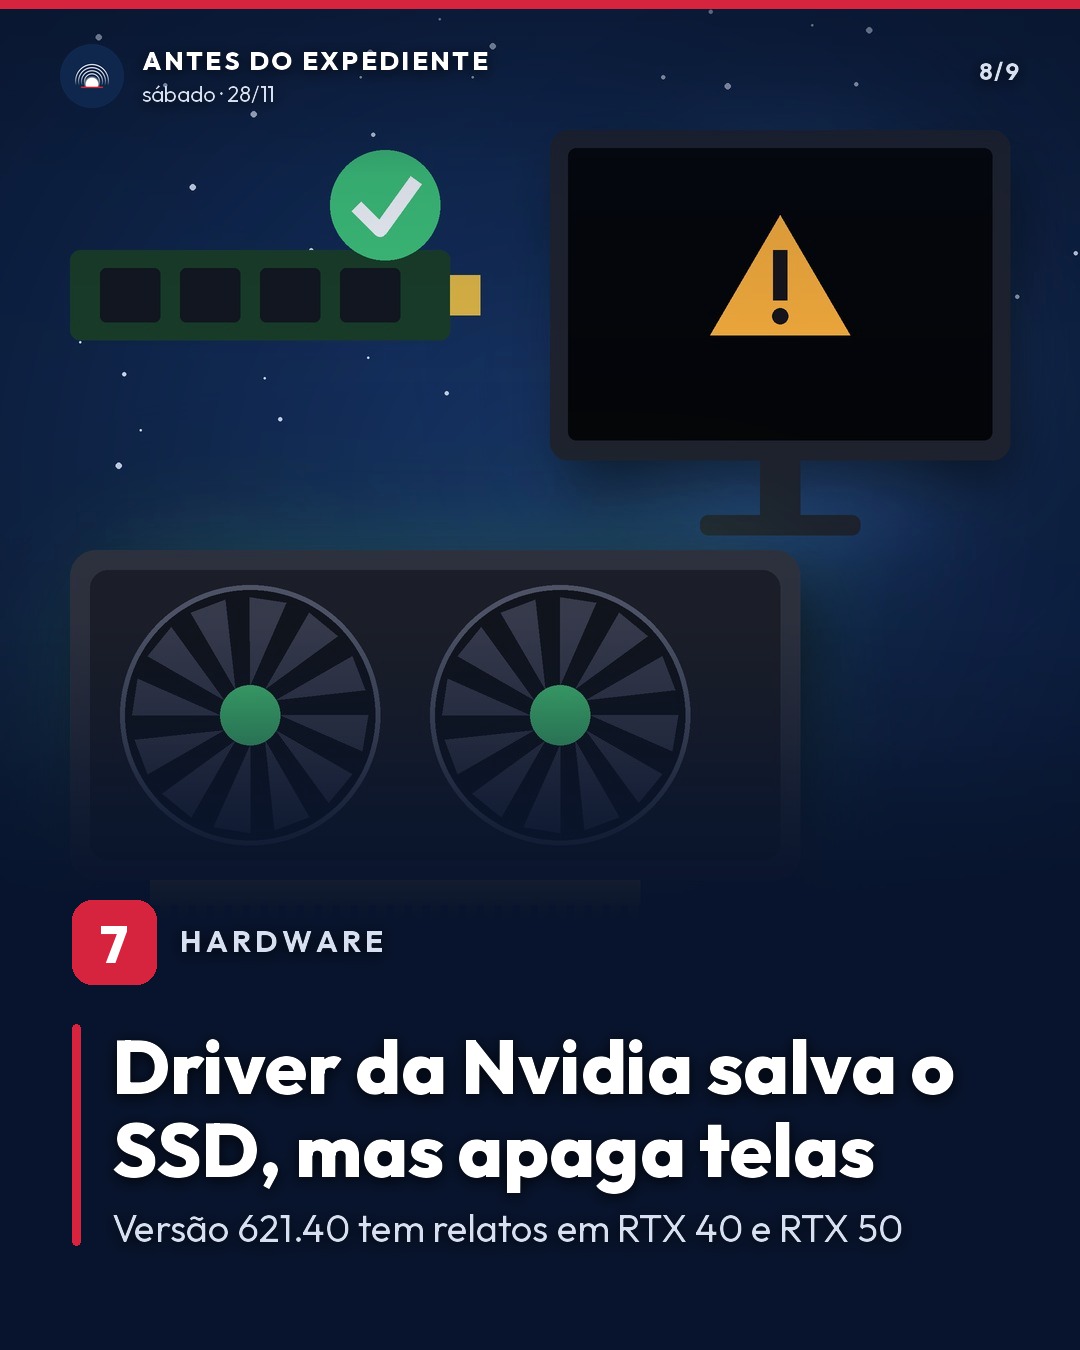 ANTES DO EXPEDIENTE
sábado · 28/11
8/9
7
HARDWARE
Driver da Nvidia salva o
SSD, mas apaga telas
Versão 621.40 tem relatos em RTX 40 e RTX 50